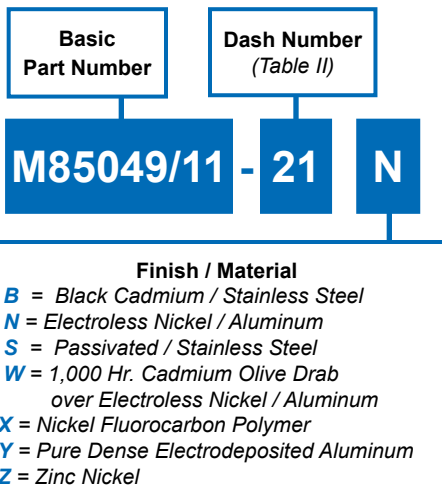 Basic
Part Number
Dash Number
(Table II)
M85049/11 - 21 N
Finish / Material
B = Black Cadmium / Stainless Steel
N = Electroless Nickel / Aluminum
S = Passivated / Stainless Steel
W = 1,000 Hr. Cadmium Olive Drab
over Electroless Nickel / Aluminum
X = Nickel Fluorocarbon Polymer
Y = Pure Dense Electrodeposited Aluminum
Z = Zinc Nickel